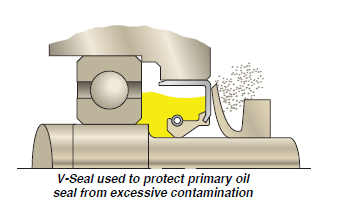 V-Seal used to protect primary oil
seal from excessive contamination